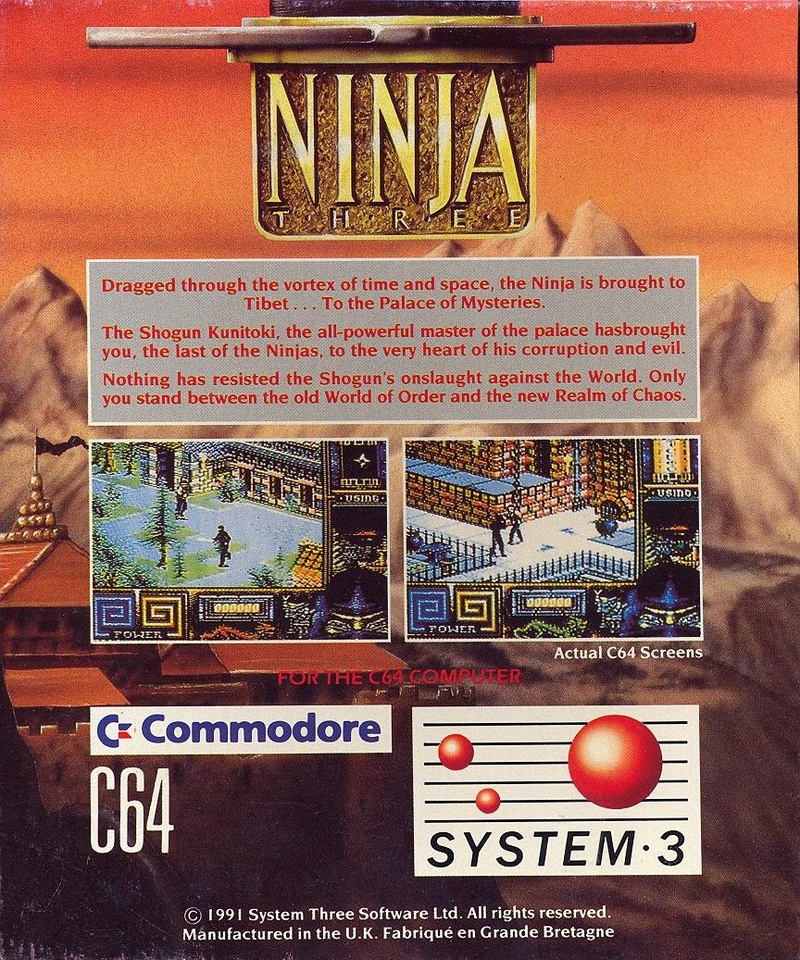 NINJA
THREE
Dragged through the vortex of time and space, the Ninja is brought to
Tibet... To the Palace of Mysteries.
The Shogun Kunitoki, the all-powerful master of the palace hasbrought
you, the last of the Ninjas, to the very heart of his corruption and evil.
Nothing has resisted the Shogun's onslaught against the World. Only
you stand between the old World of Order and the new Realm of Chaos.
USING
000000
POWER
USING
000000
POWER
Actual C64 Screens
FOR THE C64 COMPUTER
Commodore
C64
SYSTEM·3
© 1991 System Three Software Ltd. All rights reserved.
Manufactured in the U.K. Fabriqué en Grande Bretagne